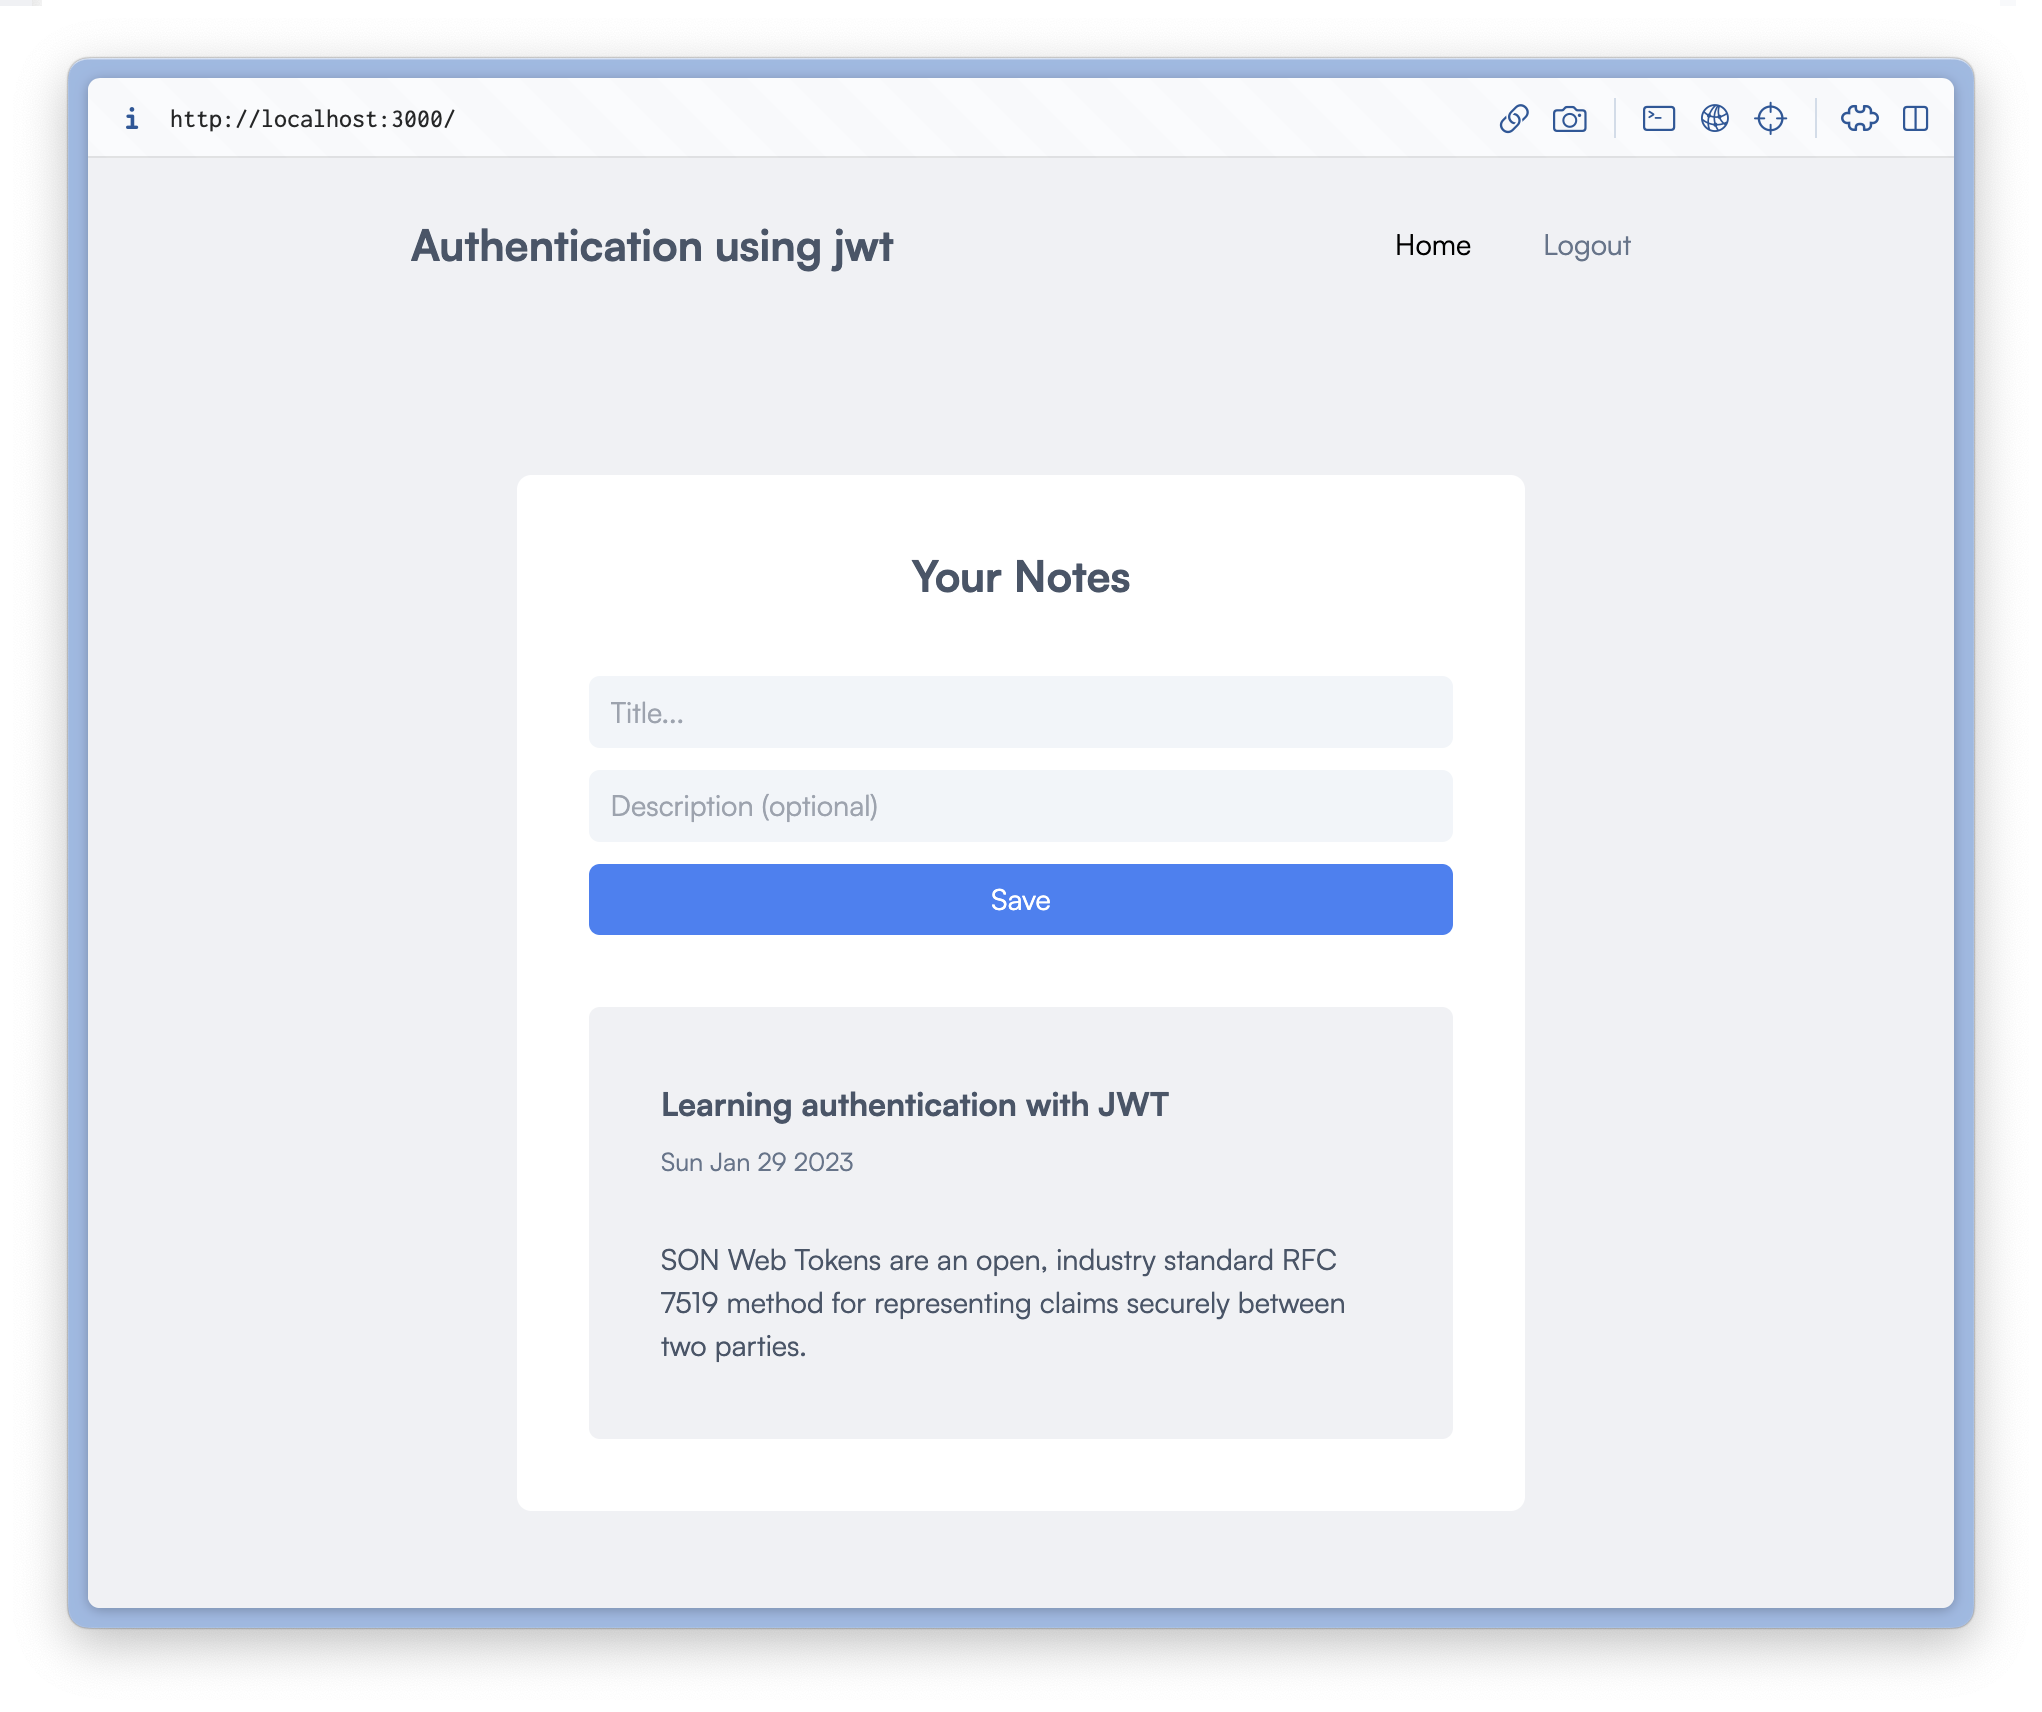 http://localhost:3000/
Authentication using jwt
Home
Logout
Your Notes
Title...
Description (optional)
Save
Learning authentication with JWT
Sun Jan 29 2023
SON Web Tokens are an open, industry standard RFC
7519 method for representing claims securely between
two parties.